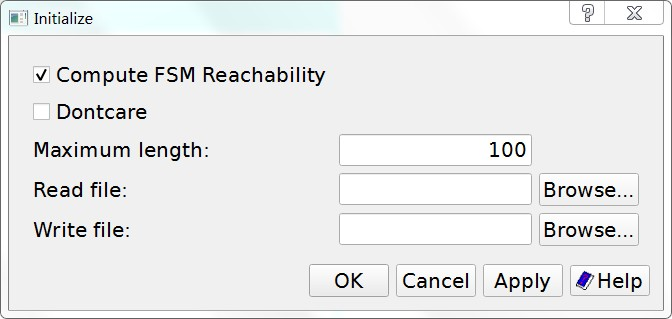 Initialize
Compute FSM Reachability
Dontcare
Maximum length: 100
Read file: Browse...
Write file: Browse...
OK Cancel Apply Help